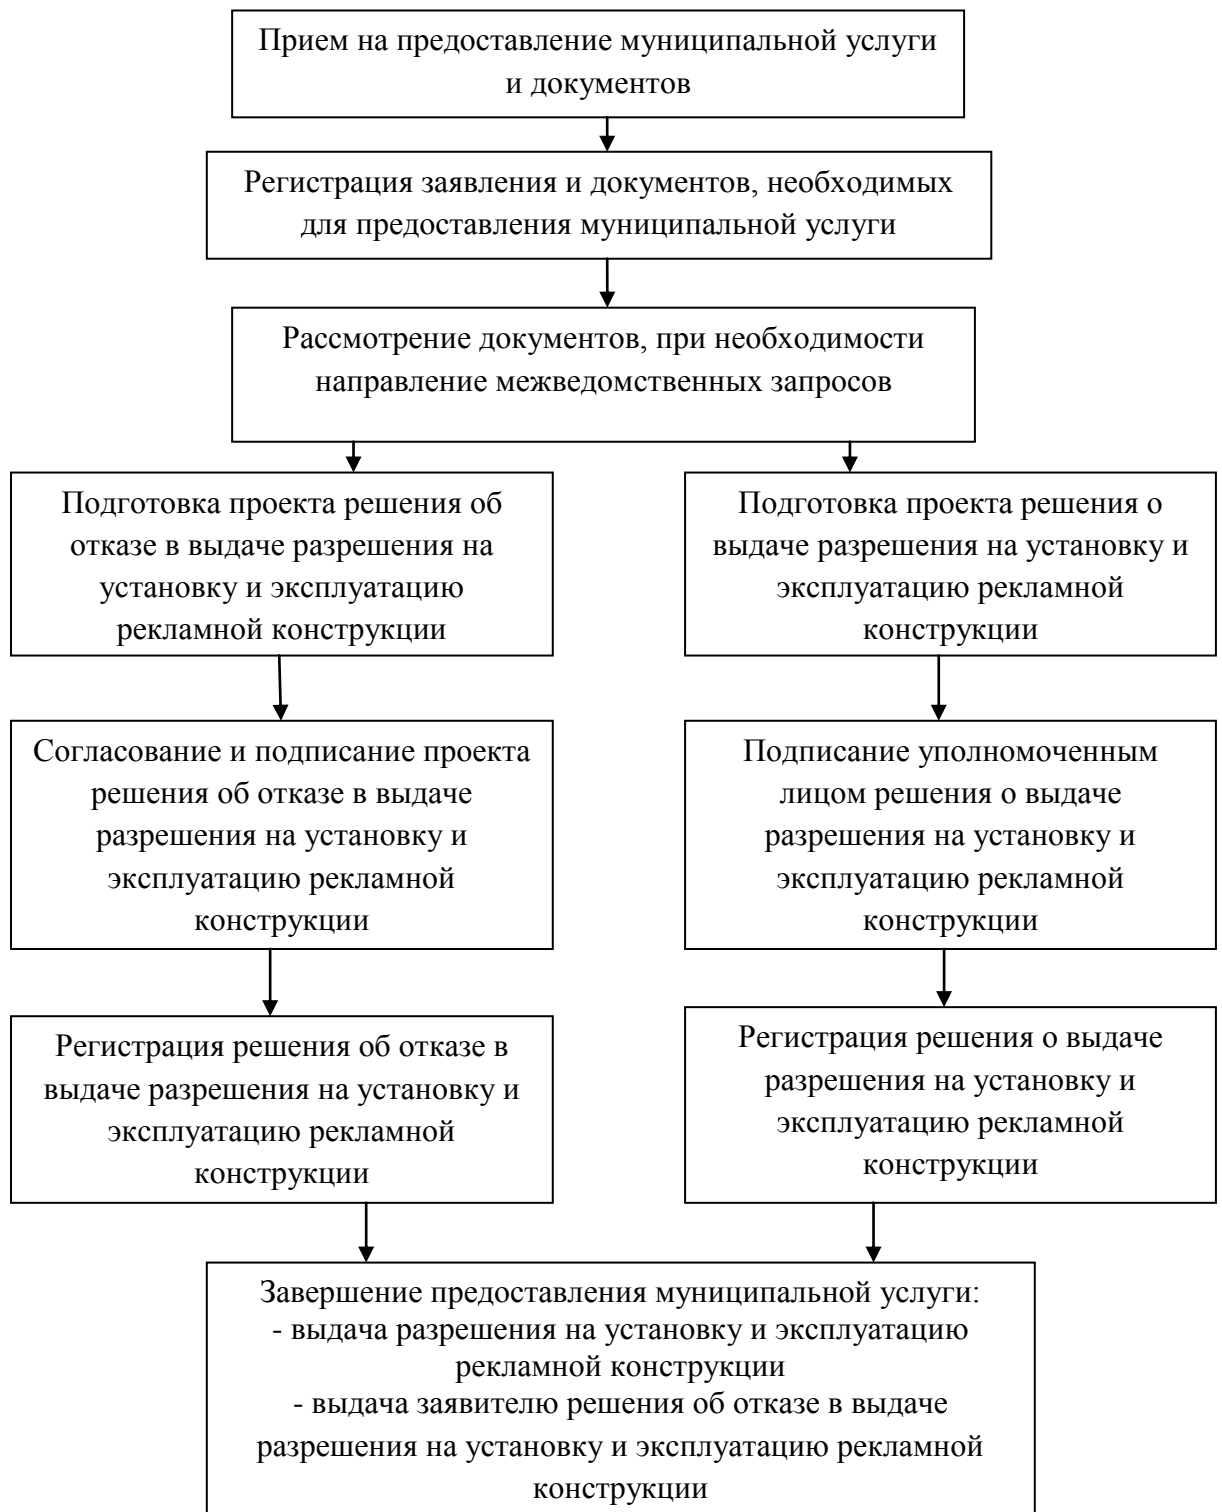 Прием на предоставление муниципальной услуги
и документов
Регистрация заявления и документов, необходимых
для предоставления муниципальной услуги
Рассмотрение документов, при необходимости
направление межведомственных запросов
Подготовка проекта решения об
отказе в выдаче разрешения на
установку и эксплуатацию
рекламной конструкции
Подготовка проекта решения о
выдаче разрешения на установку и
эксплуатацию рекламной
конструкции
Согласование и подписание проекта
решения об отказе в выдаче
разрешения на установку и
эксплуатацию рекламной
конструкции
Подписание уполномоченным
лицом решения о выдаче
разрешения на установку и
эксплуатацию рекламной
конструкции
Регистрация решения об отказе в
выдаче разрешения на установку и
эксплуатацию рекламной
конструкции
Регистрация решения о выдаче
разрешения на установку и
эксплуатацию рекламной
конструкции
Завершение предоставления муниципальной услуги:
- выдача разрешения на установку и эксплуатацию
рекламной конструкции
- выдача заявителю решения об отказе в выдаче
разрешения на установку и эксплуатацию рекламной
конструкции